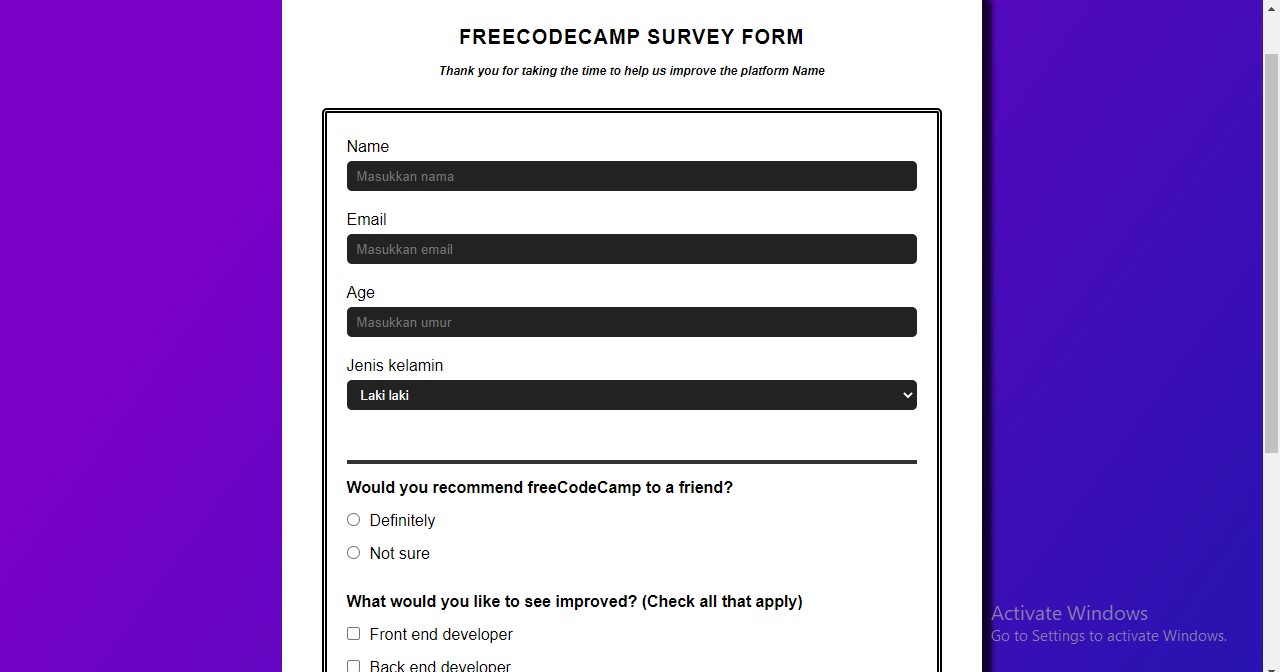 FREECODECAMP SURVEY FORM
Thank you for taking the time to help us improve the platform Name
Name
Masukkan nama
Email
Masukkan email
Age
Masukkan umur
Jenis kelamin
Laki laki
Would you recommend freeCodeCamp to a friend?
Definitely
Not sure
What would you like to see improved? (Check all that apply)
Front end developer
Back end developer
Activate Windows
Go to Settings to activate Windows.